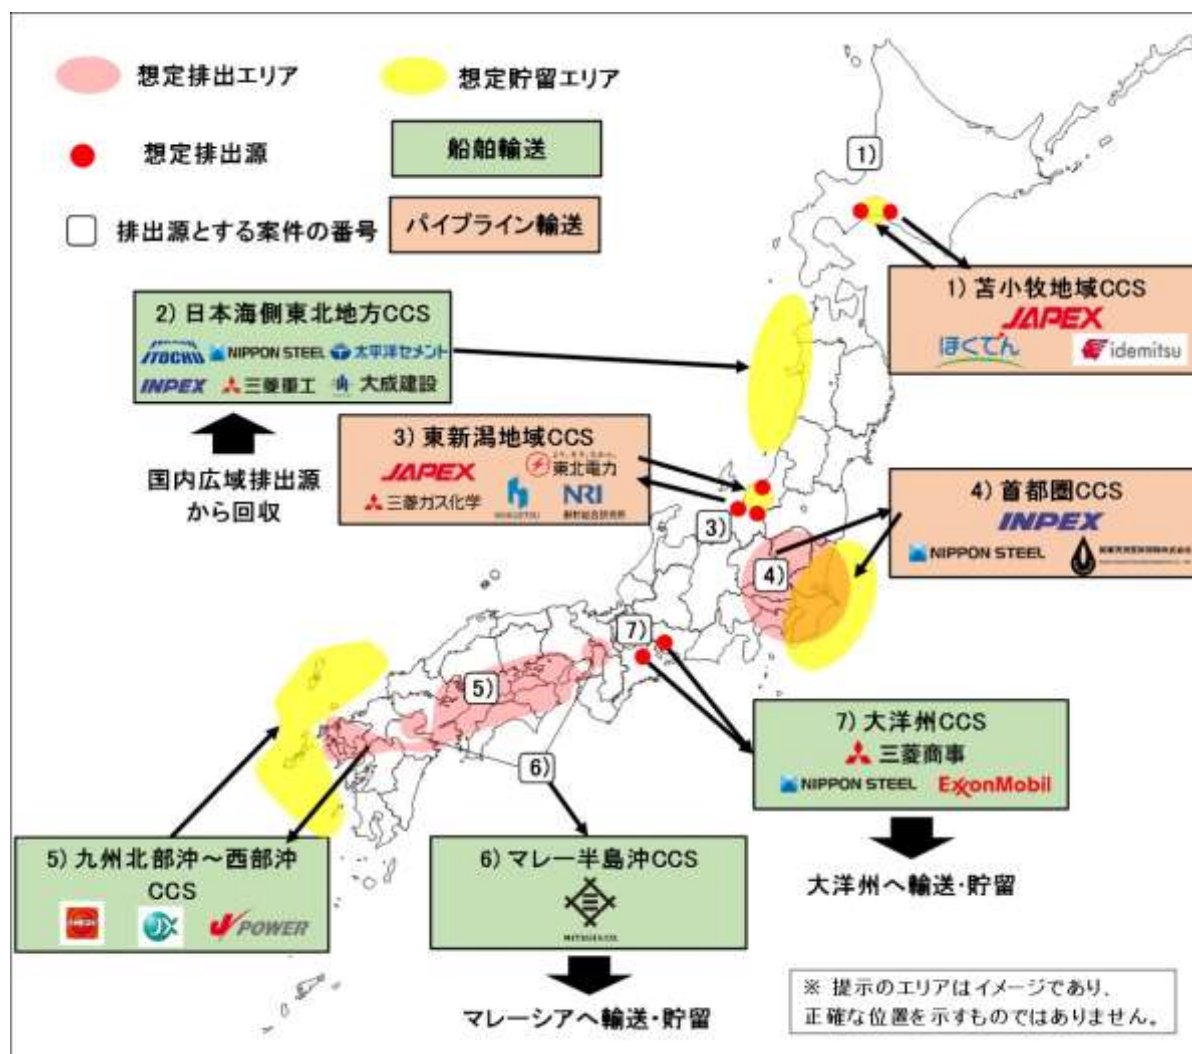 想定排出エリア
想定貯留エリア
想定排出源
船舶輸送
排出源とする案件の番号
パイプライン輸送
1)
1) 苫小牧地域CCS
JAPEX
ほくでん
idemitsu
2) 日本海側東北地方CCS
ITOCHU
NIPPON STEEL
太平洋セメント
INPEX
三菱重工
大成建設
国内広域排出源
から回収
3) 東新潟地域CCS
JAPEX
東北電力
三菱ガス化学
NRI
3)
4) 首都圏CCS
INPEX
NIPPON STEEL
4)
7)
5)
6)
7) 大洋州CCS
三菱商事
NIPPON STEEL
ExxonMobil
大洋州へ輸送・貯留
5) 九州北部沖~西部沖
CCS
JX
J POWER
6) マレー半島沖CCS
MITSUI&CO.
マレーシアへ輸送・貯留
※ 提示のエリアはイメージであり、
正確な位置を示すものではありません。